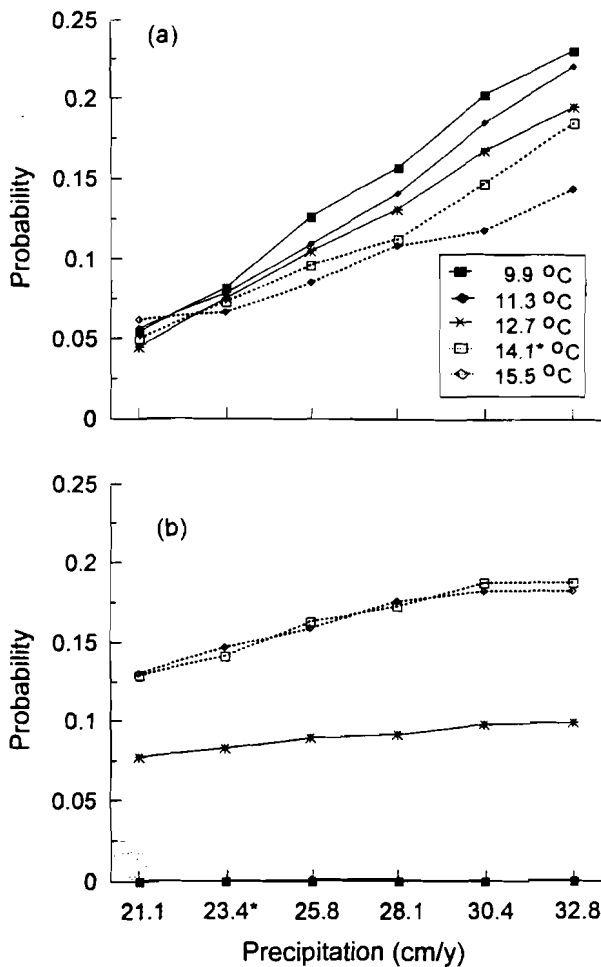 (a)
0.25
0.2
0.15
0.1
0.05
0
Probability
9.9 °C
11.3 °C
12.7 °C
14.1* °C
15.5 °C
(b)
0.25
0.2
0.15
0.1
0.05
0
Probability
21.1 23.4* 25.8 28.1 30.4 32.8
Precipitation (cm/y)